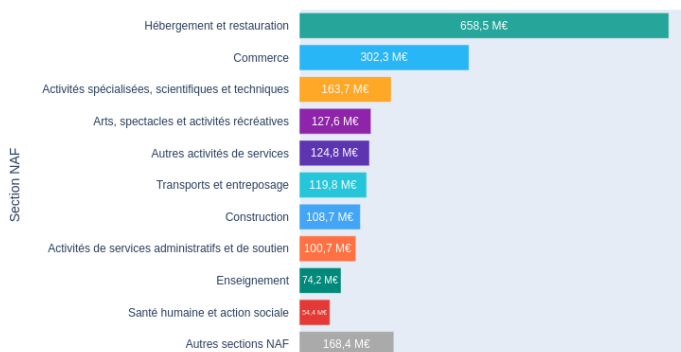 Section NAF
Hébergement et restauration 658,5 M€
Commerce 302,3 M€
Activités spécialisées, scientifiques et techniques 163,7 M€
Arts, spectacles et activités récréatives 127,6 M€
Autres activités de services 124,8 M€
Transports et entreposage 119,8 M€
Construction 108,7 M€
Activités de services administratifs et de soutien 100,7 M€
Enseignement 74,2 M€
Santé humaine et action sociale 54,4 M€
Autres sections NAF 168,4 M€